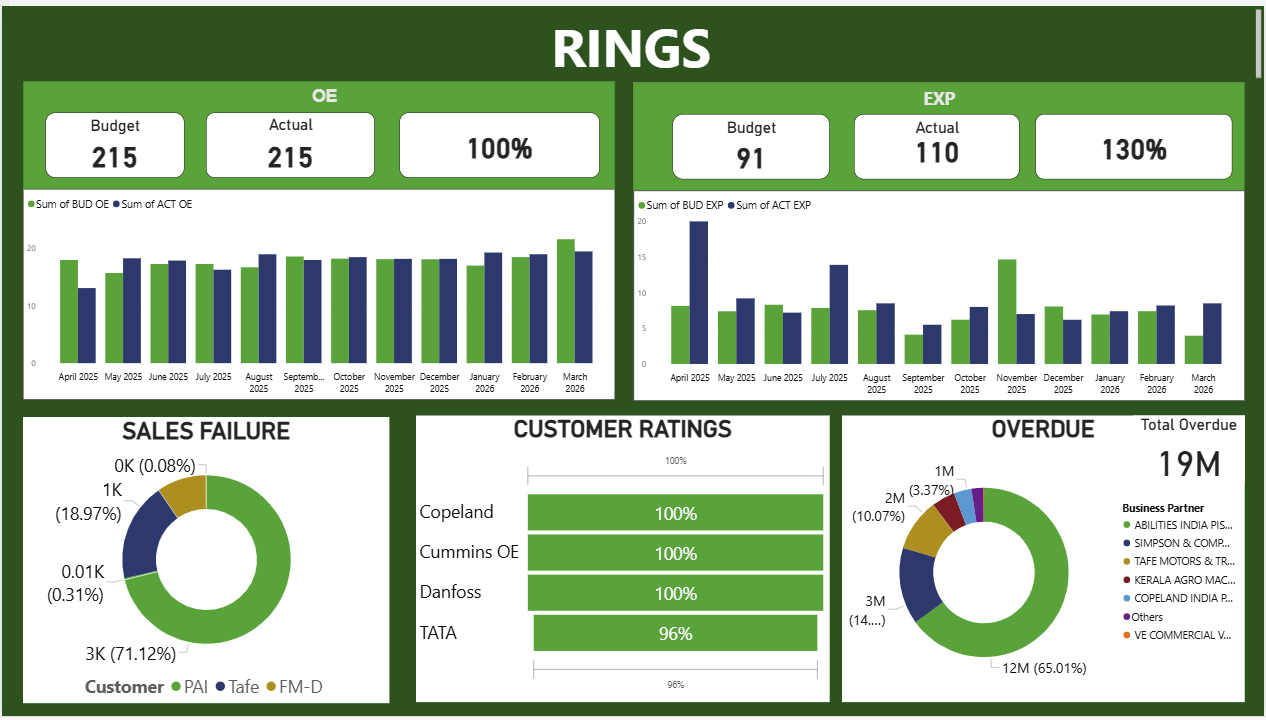 RINGS
OE
Budget
215
Actual
215
100%
Sum of BUD OE Sum of ACT OE
20
10
0
April 2025 May 2025 June 2025 July 2025 August 2025 Septemb... 2025 October 2025 November 2025 December 2025 January 2026 February 2026 March 2026
EXP
Budget
91
Actual
110
130%
Sum of BUD EXP Sum of ACT EXP
20
15
10
5
0
April 2025 May 2025 June 2025 July 2025 August 2025 September 2025 October 2025 November 2025 December 2025 January 2026 February 2026 March 2026
SALES FAILURE
0K (0.08%)
1K
(18.97%)
0.01K
(0.31%)
3K (71.12%)
Customer PAI Tafe FM-D
CUSTOMER RATINGS
100%
Copeland 100%
Cummins OE 100%
Danfoss 100%
TATA 96%
96%
OVERDUE
Total Overdue
19M
1M
(3.37%)
2M
(10.07%)
3M
(14....)
12M (65.01%)
Business Partner
ABILITIES INDIA PIS...
SIMPSON & COMP...
TAFE MOTORS & TR...
KERALA AGRO MAC...
COPELAND INDIA P...
Others
VE COMMERCIAL V...